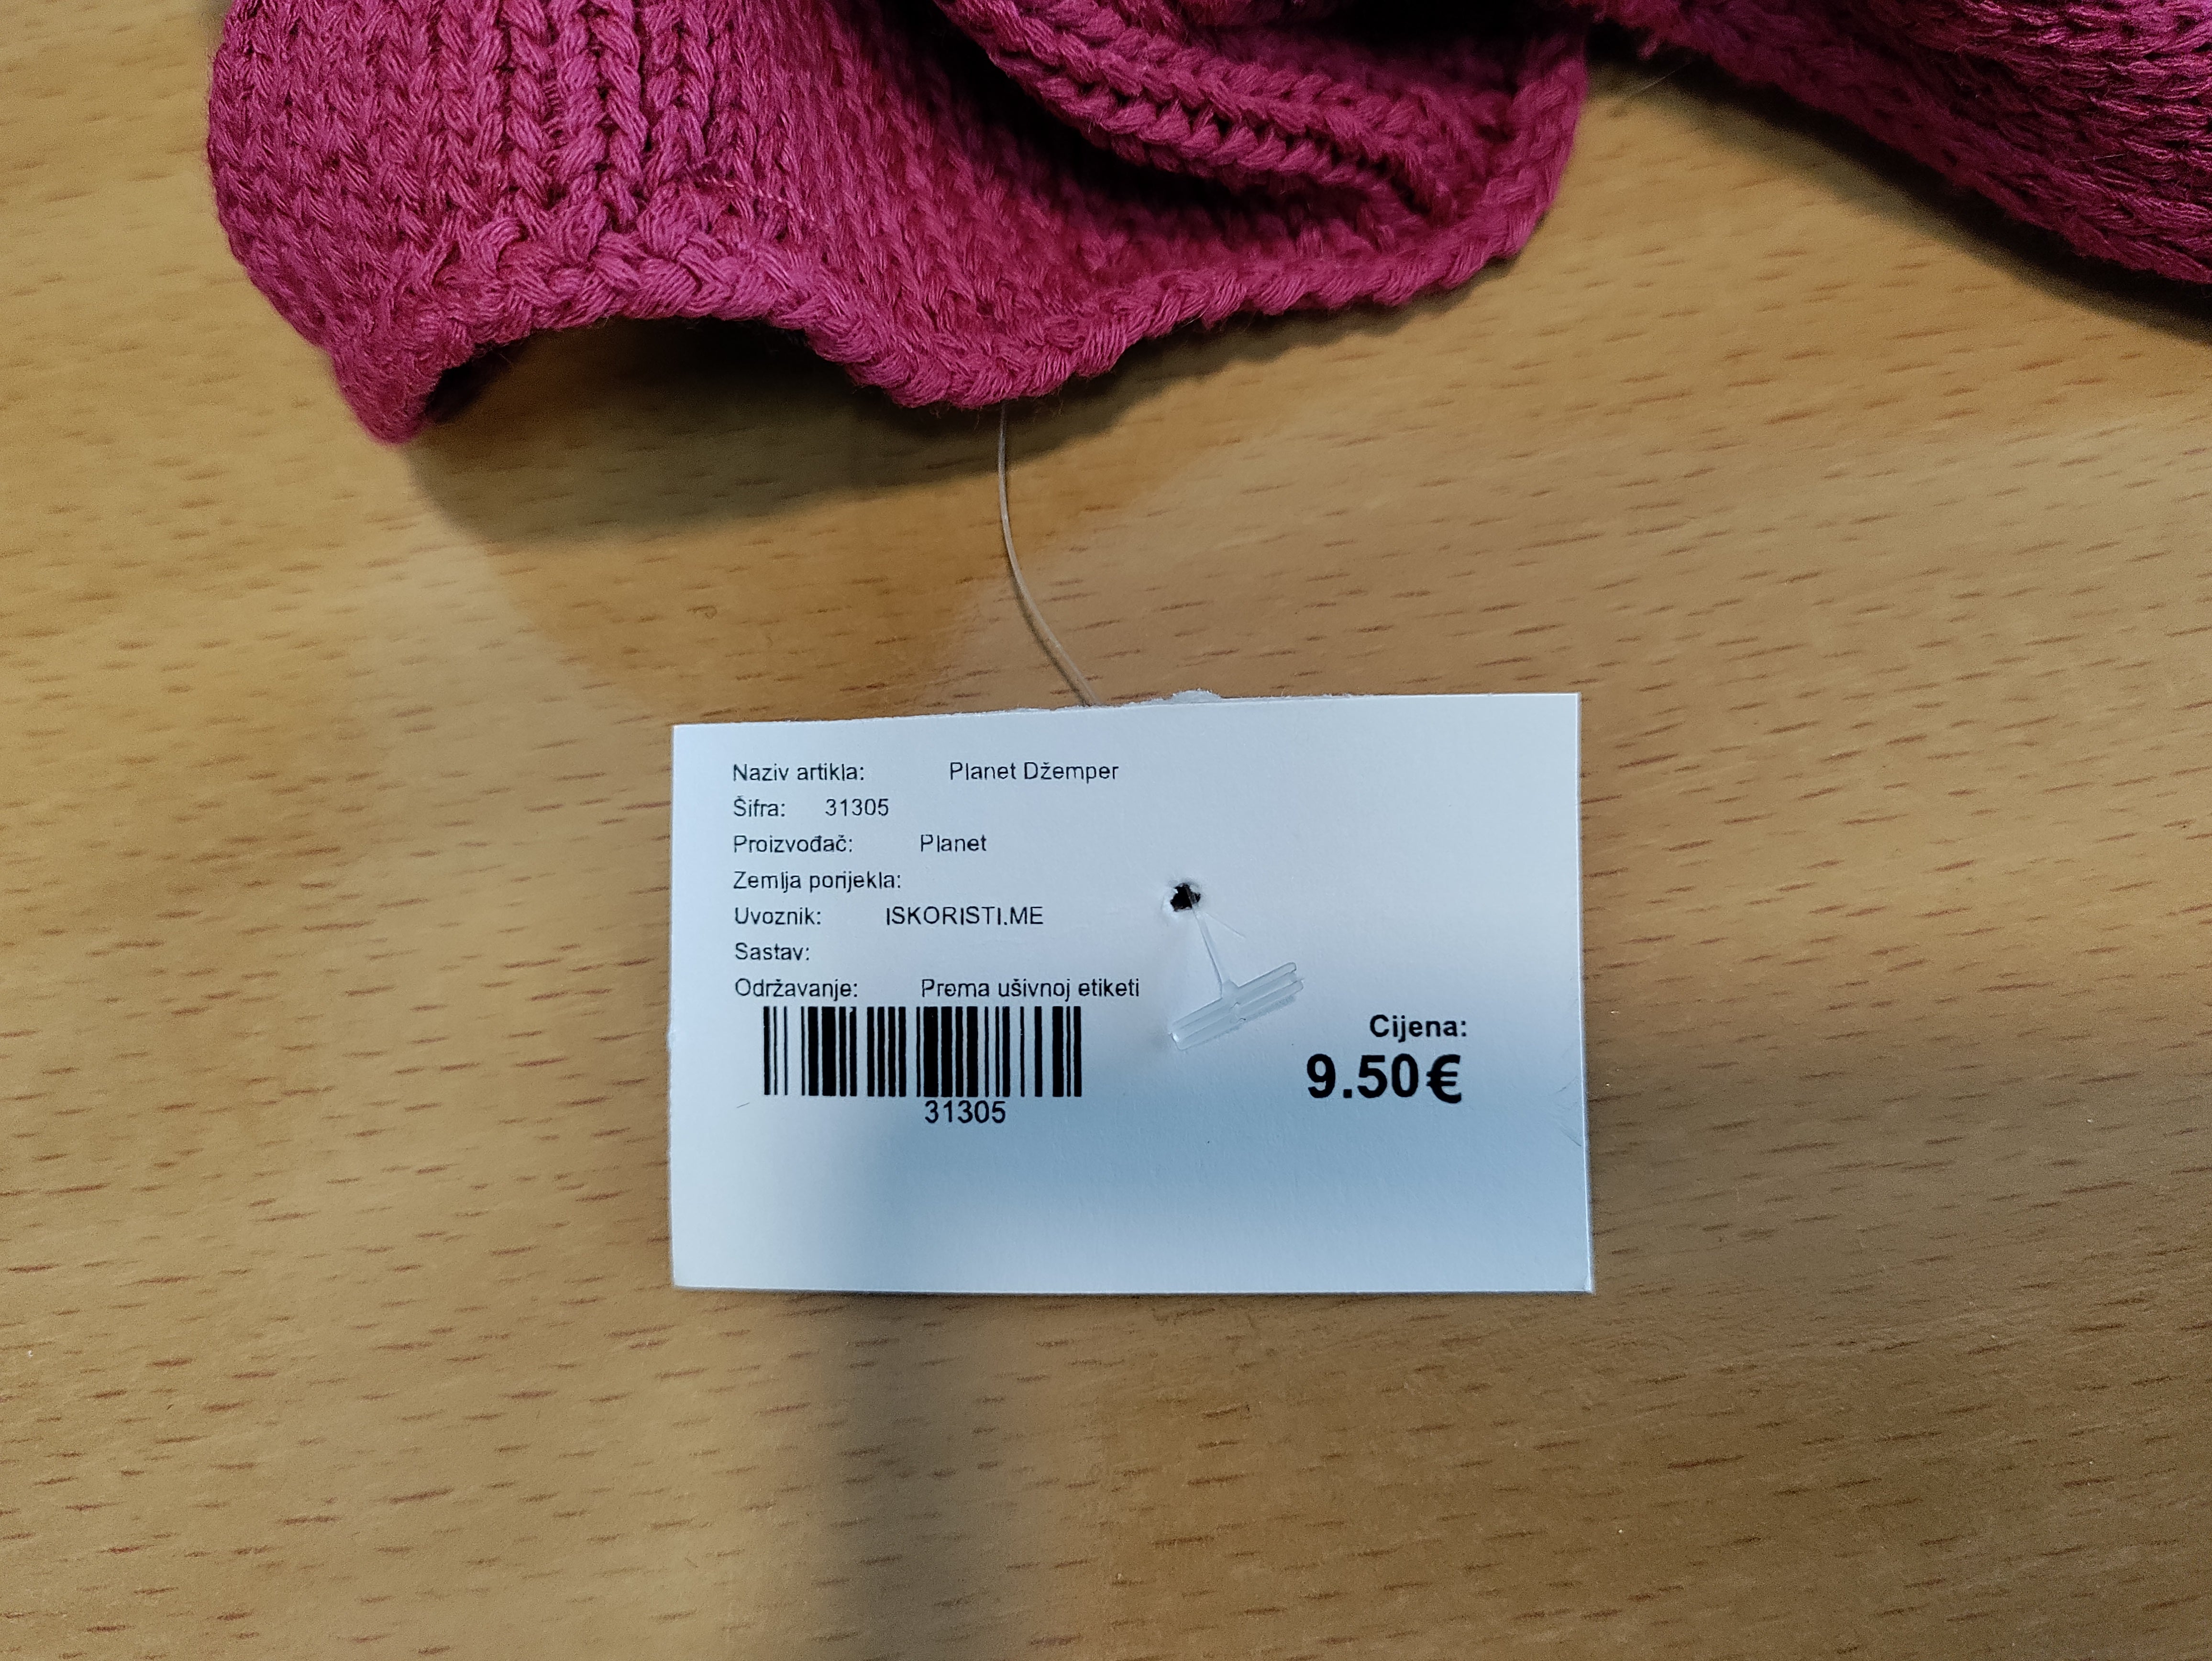 Naziv artikla: Planet Džemper
Šifra: 31305
Proizvođač: Planet
Zemlja porijekla:
Uvoznik: ISKORISTI.ME
Sastav:
Održavanje: Prema ušivnoj etiketi
31305
Cijena:
9.50€